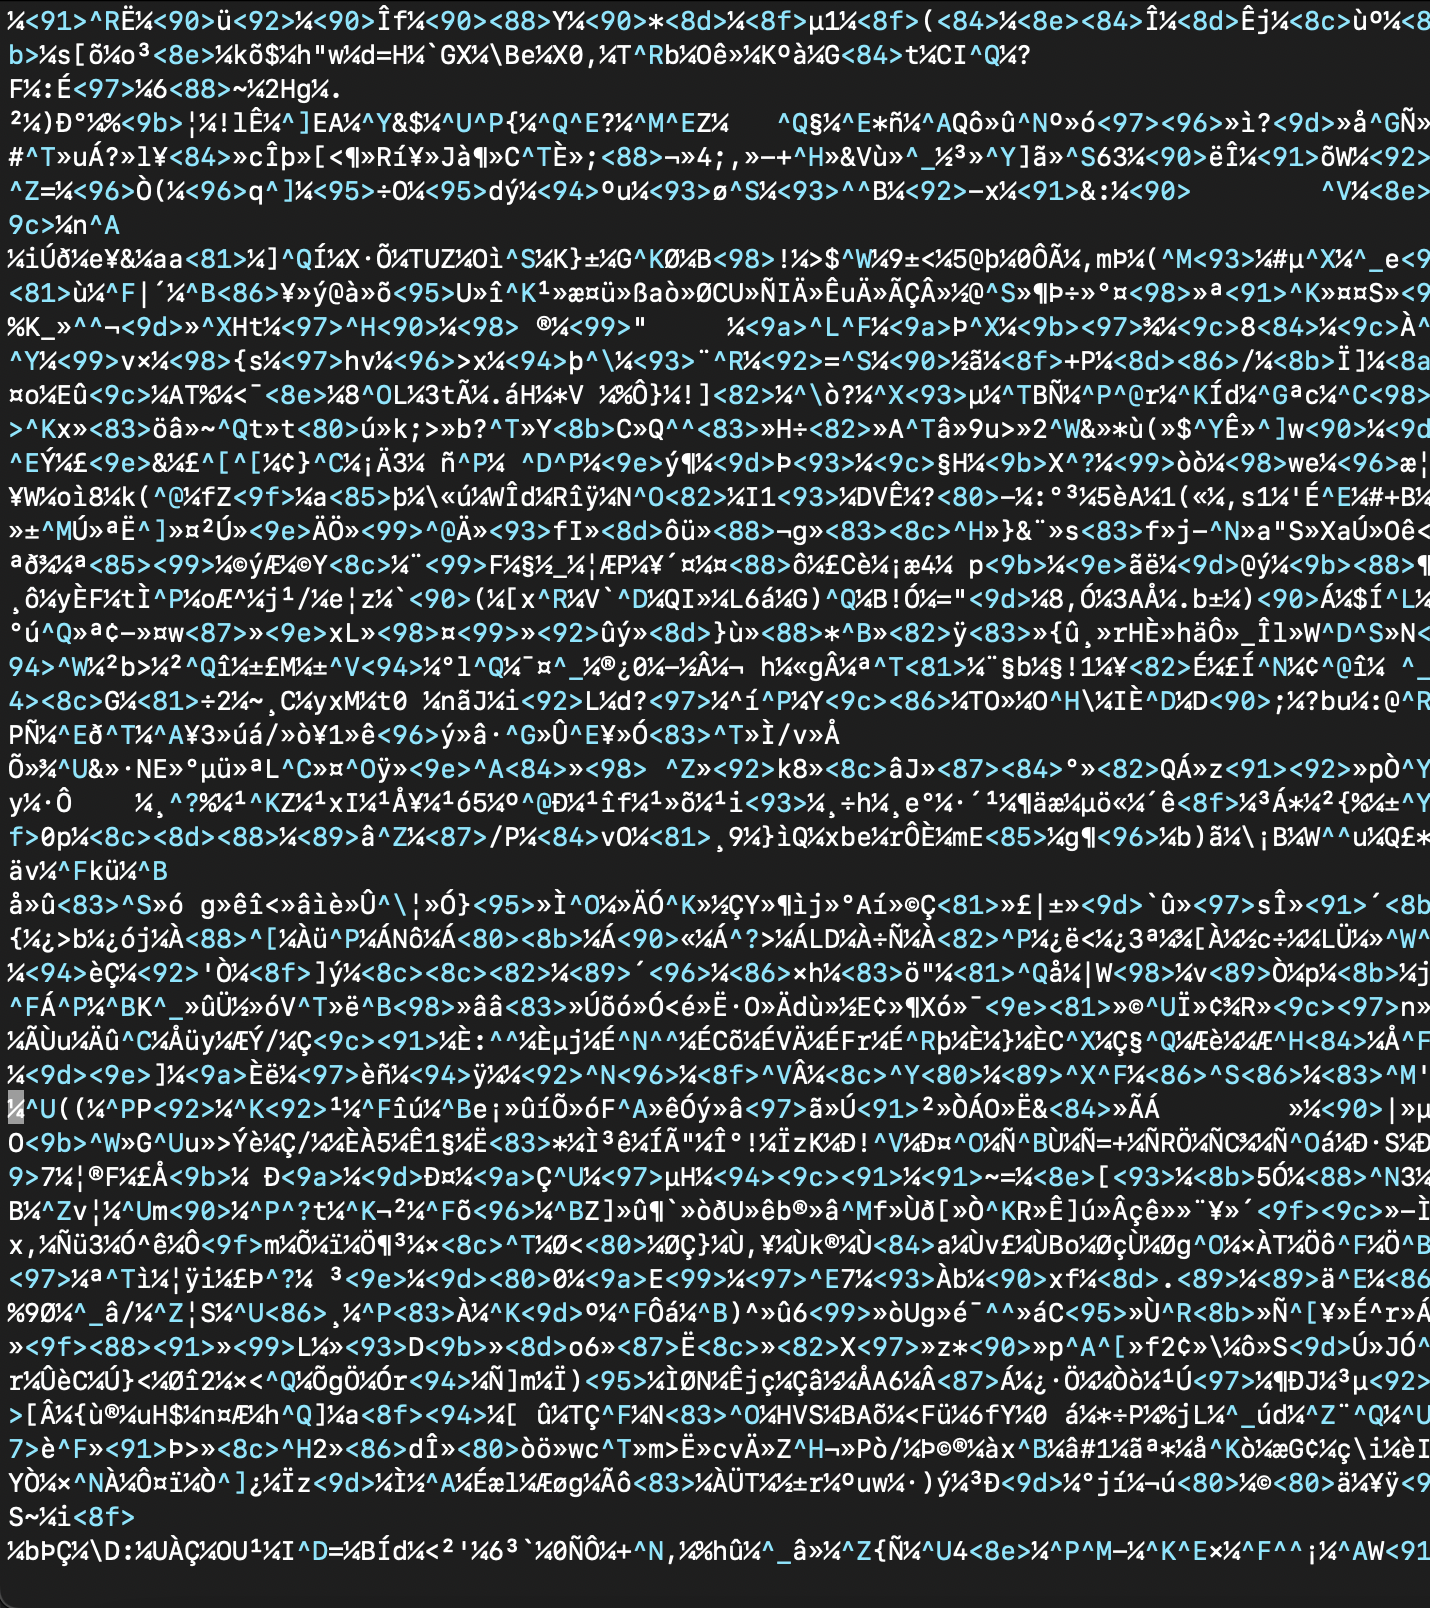 ¼<91>^RË¼<90>ü<92>¼<90>Îf¼<90><88>Y¼<90>*<8d>¼<8f>µ1¼<8f>(<84>¼<8e><84>Î¼<8d>Êj¼<8c>ùº¼<8
b>¼s[õ¼o³<8e>¼kõ$¼h"w¼d=H¼`GX¼\Be¼X0,¼T^Rb¼Oê»¼Kºà¼G<84>t¼CI^Q¼?
F¼:É<97>¼6<88>~¼2Hg¼.
²¼)Ð°¼%<9b>¦¼!lÊ¼^]EA¼^Y&$¼^U^P{¼^Q^E?¼^M^EZ¼   ^Q§¼^E*ñ¼^AQô»û^Nº»ó<97><96>»ì?<9d>»å^GÑ»
#^T»uÁ?»l¥<84>»cÎþ»[<¶»Rí¥»Jà¶»C^TÈ»;<88>¬»4;,»–+^H»&Vù»^_½³»^Y]ã»^S63¼<90>ëÎ¼<91>õW¼<92>
^Z=¼<96>Ò(¼<96>q^]¼<95>÷O¼<95>dý¼<94>ºu¼<93>ø^S¼<93>^^B¼<92>–x¼<91>&:¼<90>        ^V¼<8e>
9c>¼n^A
¼iÚð¼e¥&¼aa<81>¼]^QÍ¼X·Õ¼TUZ¼Oì^S¼K}±¼G^KØ¼B<98>!¼>$^W¼9±<¼5@þ¼0ÔÃ¼,mÞ¼(^M<93>¼#µ^X¼^_e<9
<81>ù¼^F|´¼^B<86>¥»ý@à»õ<95>U»î^K¹»æ¤ü»ßaò»ØCU»ÑIÄ»ÊuÄ»ÃÇÂ»½@^S»¶Þ÷»°¤<98>»ª<91>^K»¤¤S»<9
%K_»^^¬<9d>»^XHt¼<97>^H<90>¼<98> ®¼<99>"     ¼<9a>^L^F¼<9a>Þ^X¼<9b><97>¾¼<9c>8<84>¼<9c>À^
^Y¼<99>v×¼<98>{s¼<97>hv¼<96>>x¼<94>þ^\¼<93>¨^R¼<92>=^S¼<90>½ã¼<8f>+P¼<8d><86>/¼<8b>Ï]¼<8a
¤o¼Eû<9c>¼AT%¼<¯<8e>¼8^OL¼3tÃ¼.áH¼*V ¼%Ô}¼!]<82>¼^\ò?¼^X<93>µ¼^TBÑ¼^P^@r¼^KÍd¼^Gªc¼^C<98>
>^Kx»<83>öâ»~^Qt»t<80>ú»k;>»b?^T»Y<8b>C»Q^^<83>»H÷<82>»A^Tâ»9u>»2^W&»*ù(»$^YÊ»^]w<90>¼<9d
^EÝ¼£<9e>&¼£^[^[¼¢}^C¼¡Ä3¼ ñ^P¼ ^D^P¼<9e>ý¶¼<9d>Þ<93>¼<9c>§H¼<9b>X^?¼<99>òò¼<98>we¼<96>æ¦
¥W¼oì8¼k(^@¼fZ<9f>¼a<85>þ¼\«ú¼WÎd¼Rîÿ¼N^O<82>¼I1<93>¼DVÊ¼?<80>–¼:°³¼5èA¼1(«¼,s1¼'É^E¼#+B¼
»±^MÚ»ªË^]»¤²Ú»<9e>ÄÖ»<99>^@Ä»<93>fI»<8d>ôü»<88>¬g»<83><8c>^H»}&¨»s<83>f»j–^N»a"S»XaÚ»Oê<
ªð¾¼ª<85><99>¼©ýÆ¼©Y<8c>¼¨<99>F¼§½_¼¦ÆP¼¥´¤¼¤<88>ô¼£Cè¼¡æ4¼ p<9b>¼<9e>ãë¼<9d>@ý¼<9b><88>¶
¸ô¼yÈF¼tÌ^P¼oÆ^¼j¹/¼e¦z¼`<90>(¼[x^R¼V`^D¼QI»¼L6á¼G)^Q¼B!Ó¼="<9d>¼8,Ó¼3AÅ¼.b±¼)<90>Á¼$Í^L¼
°ú^Q»ª¢–»¤w<87>»<9e>xL»<98>¤<99>»<92>ûý»<8d>}ù»<88>*^B»<82>ÿ<83>»{û¸»rHÈ»häÔ»_Îl»W^D^S»N<
94>^W¼²b>¼²^Qî¼±£M¼±^V<94>¼°l^Q¼¯¤^_¼®¿0¼–½Â¼¬ h¼«gÂ¼ª^T<81>¼¨§b¼§!1¼¥<82>É¼£Í^N¼¢^@î¼ ^_
4><8c>G¼<81>÷2¼~¸C¼yxM¼t0 ¼nãJ¼i<92>L¼d?<97>¼^í^P¼Y<9c><86>¼TO»¼O^H\¼IÈ^D¼D<90>;¼?bu¼:@^R
PÑ¼^Eð^T¼^A¥3»úá/»ò¥1»ê<96>ý»â·^G»Û^E¥»Ó<83>^T»Ì/v»Å
Õ»¾^U&»·NE»°µü»ªL^C»¤^Oÿ»<9e>^A<84>»<98> ^Z»<92>k8»<8c>âJ»<87><84>°»<82>QÁ»z<91><92>»pÒ^Y
y¼·Ô    ¼¸^?%¼¹^KZ¼¹xI¼¹Å¥¼¹ó5¼º^@Ð¼¹îf¼¹»õ¼¹i<93>¼¸÷h¼¸e°¼·´¹¼¶äæ¼µö«¼´ê<8f>¼³Á*¼²{%¼±^Y
f>0p¼<8c><8d><88>¼<89>â^Z¼<87>/P¼<84>vO¼<81>¸9¼}ìQ¼xbe¼rÔÈ¼mE<85>¼g¶<96>¼b)ã¼\¡B¼W^^u¼Q£*
äv¼^Fkü¼^B
å»û<83>^S»ó g»êî<»âìè»Û^\¦»Ó}<95>»Ì^O¼»ÄÓ^K»½ÇY»¶ìj»°Aí»©Ç<81>»£|±»<9d>`û»<97>sÎ»<91>´<8b
{¼¿>b¼¿ój¼À<88>^[¼Àü^P¼ÁNô¼Á<80><8b>¼Á<90>«¼Á^?>¼ÁLD¼À÷Ñ¼À<82>^P¼¿ë<¼¿3ª¼¾[À¼½c÷¼¼LÜ¼»^W^
¼<94>èÇ¼<92>'Ò¼<8f>]ý¼<8c><8c><82>¼<89>´<96>¼<86>×h¼<83>ö"¼<81>^Qå¼|W<98>¼v<89>Ò¼p¼<8b>¼j
^FÁ^P¼^BK^_»ûÜ½»óV^T»ë^B<98>»ââ<83>»Úõó»Ó<é»Ë·O»Ädù»½E¢»¶Xó»¯<9e><81>»©^UÏ»¢¾R»<9c><97>n»
¼ÃÙu¼Äû^C¼Åüy¼ÆÝ/¼Ç<9c><91>¼È:^^¼Èµj¼É^N^^¼ÉCõ¼ÉVÄ¼ÉFr¼É^Rþ¼È¼}¼ÈC^X¼Ç§^Q¼Æè¼¼Æ^H<84>¼Å^F
¼<9d><9e>]¼<9a>Èë¼<97>èñ¼<94>ÿ¼¼<92>^N<96>¼<8f>^VÂ¼<8c>^Y<80>¼<89>^X^F¼<86>^S<86>¼<83>^M'
¼^U((¼^PP<92>¼^K<92>¹¼^Fîú¼^Be¡»ûíÕ»óF^A»êÓý»â<97>ã»Ú<91>²»ÒÁO»Ë&<84>»ÃÁ        »¼<90>|»µ
O<9b>^W»G^Uu»>Ýè¼Ç/¼¼ÈÀ5¼Ê1§¼Ë<83>*¼Ì³ê¼ÍÃ"¼Î°!¼ÏzK¼Ð!^V¼Ð¤^O¼Ñ^BÙ¼Ñ=+¼ÑRÖ¼ÑC¾¼Ñ^Oá¼Ð·S¼Ð
9>7¼¦®F¼£Å<9b>¼ Ð<9a>¼<9d>Ð¤¼<9a>Ç^U¼<97>µH¼<94><9c><91>¼<91>~=¼<8e>[<93>¼<8b>5Ó¼<88>^N3¼
B¼^Zv¦¼^Um<90>¼^P^?t¼^K¬²¼^Fõ<96>¼^BZ]»û¶`»òðU»êb®»â^Mf»Ùð[»Ò^KR»Ê]ú»Âçê»»¨¥»´<9f><9c>»–Ì
x,¼Ñü3¼Ó^ê¼Ô<9f>m¼Õ¼ï¼Ö¶³¼×<8c>^T¼Ø<<80>¼ØÇ}¼Ù,¥¼Ùk®¼Ù<84>a¼Ùv£¼ÙBo¼ØçÙ¼Øg^O¼×ÀT¼Öô^F¼Ö^B
<97>¼ª^Tì¼¦ÿi¼£Þ^?¼ ³<9e>¼<9d><80>0¼<9a>E<99>¼<97>^E7¼<93>Àb¼<90>xf¼<8d>.<89>¼<89>ä^E¼<86
%9Ø¼^_â/¼^Z¦S¼^U<86>¸¼^P<83>À¼^K<9d>º¼^FÔá¼^B)^»û6<99>»òUg»é¯^^»áC<95>»Ù^R<8b>»Ñ^[¥»É^r»Á
»<9f><88><91>»<99>L¼»<93>D<9b>»<8d>o6»<87>Ë<8c>»<82>X<97>»z*<90>»p^A^[»f2¢»\¼ô»S<9d>Ú»JÓ^
r¼ÛèC¼Ú}<¼Øî2¼×<^Q¼ÕgÖ¼Ór<94>¼Ñ]m¼Ï)<95>¼ÌØN¼Êjç¼Çâ½¼ÅA6¼Â<87>Á¼¿·Ö¼¼Òò¼¹Ú<97>¼¶ÐJ¼³µ<92>
>[Â¼{ù®¼uH$¼n¤Æ¼h^Q]¼a<8f><94>¼[ û¼TÇ^F¼N<83>^O¼HVS¼BAõ¼<Fü¼6fY¼0 á¼*÷P¼%jL¼^_úd¼^Z¨^Q¼^U
7>è^F»<91>Þ>»<8c>^H2»<86>dÎ»<80>òö»wc^T»m>Ë»cvÄ»Z^H¬»Pò/¼Þ©®¼àx^B¼â#1¼ãª*¼å^Kò¼æG¢¼ç\i¼èI
YÒ¼×^NÀ¼Ô¤ï¼Ò^]¿¼Ïz<9d>¼Ì½^A¼Éæl¼Æøg¼Ãô<83>¼ÀÜT¼½±r¼ºuw¼·)ý¼³Ð<9d>¼°jí¼¬ú<80>¼©<80>ä¼¥ÿ<9
S~¼i<8f>
¼bÞÇ¼\D:¼UÀÇ¼OU¹¼I^D=¼BÍd¼<²'¼6³`¼0ÑÔ¼+^N,¼%hû¼^_â»¼^Z{Ñ¼^U4<8e>¼^P^M–¼^K^E×¼^F^^¡¼^AW<91